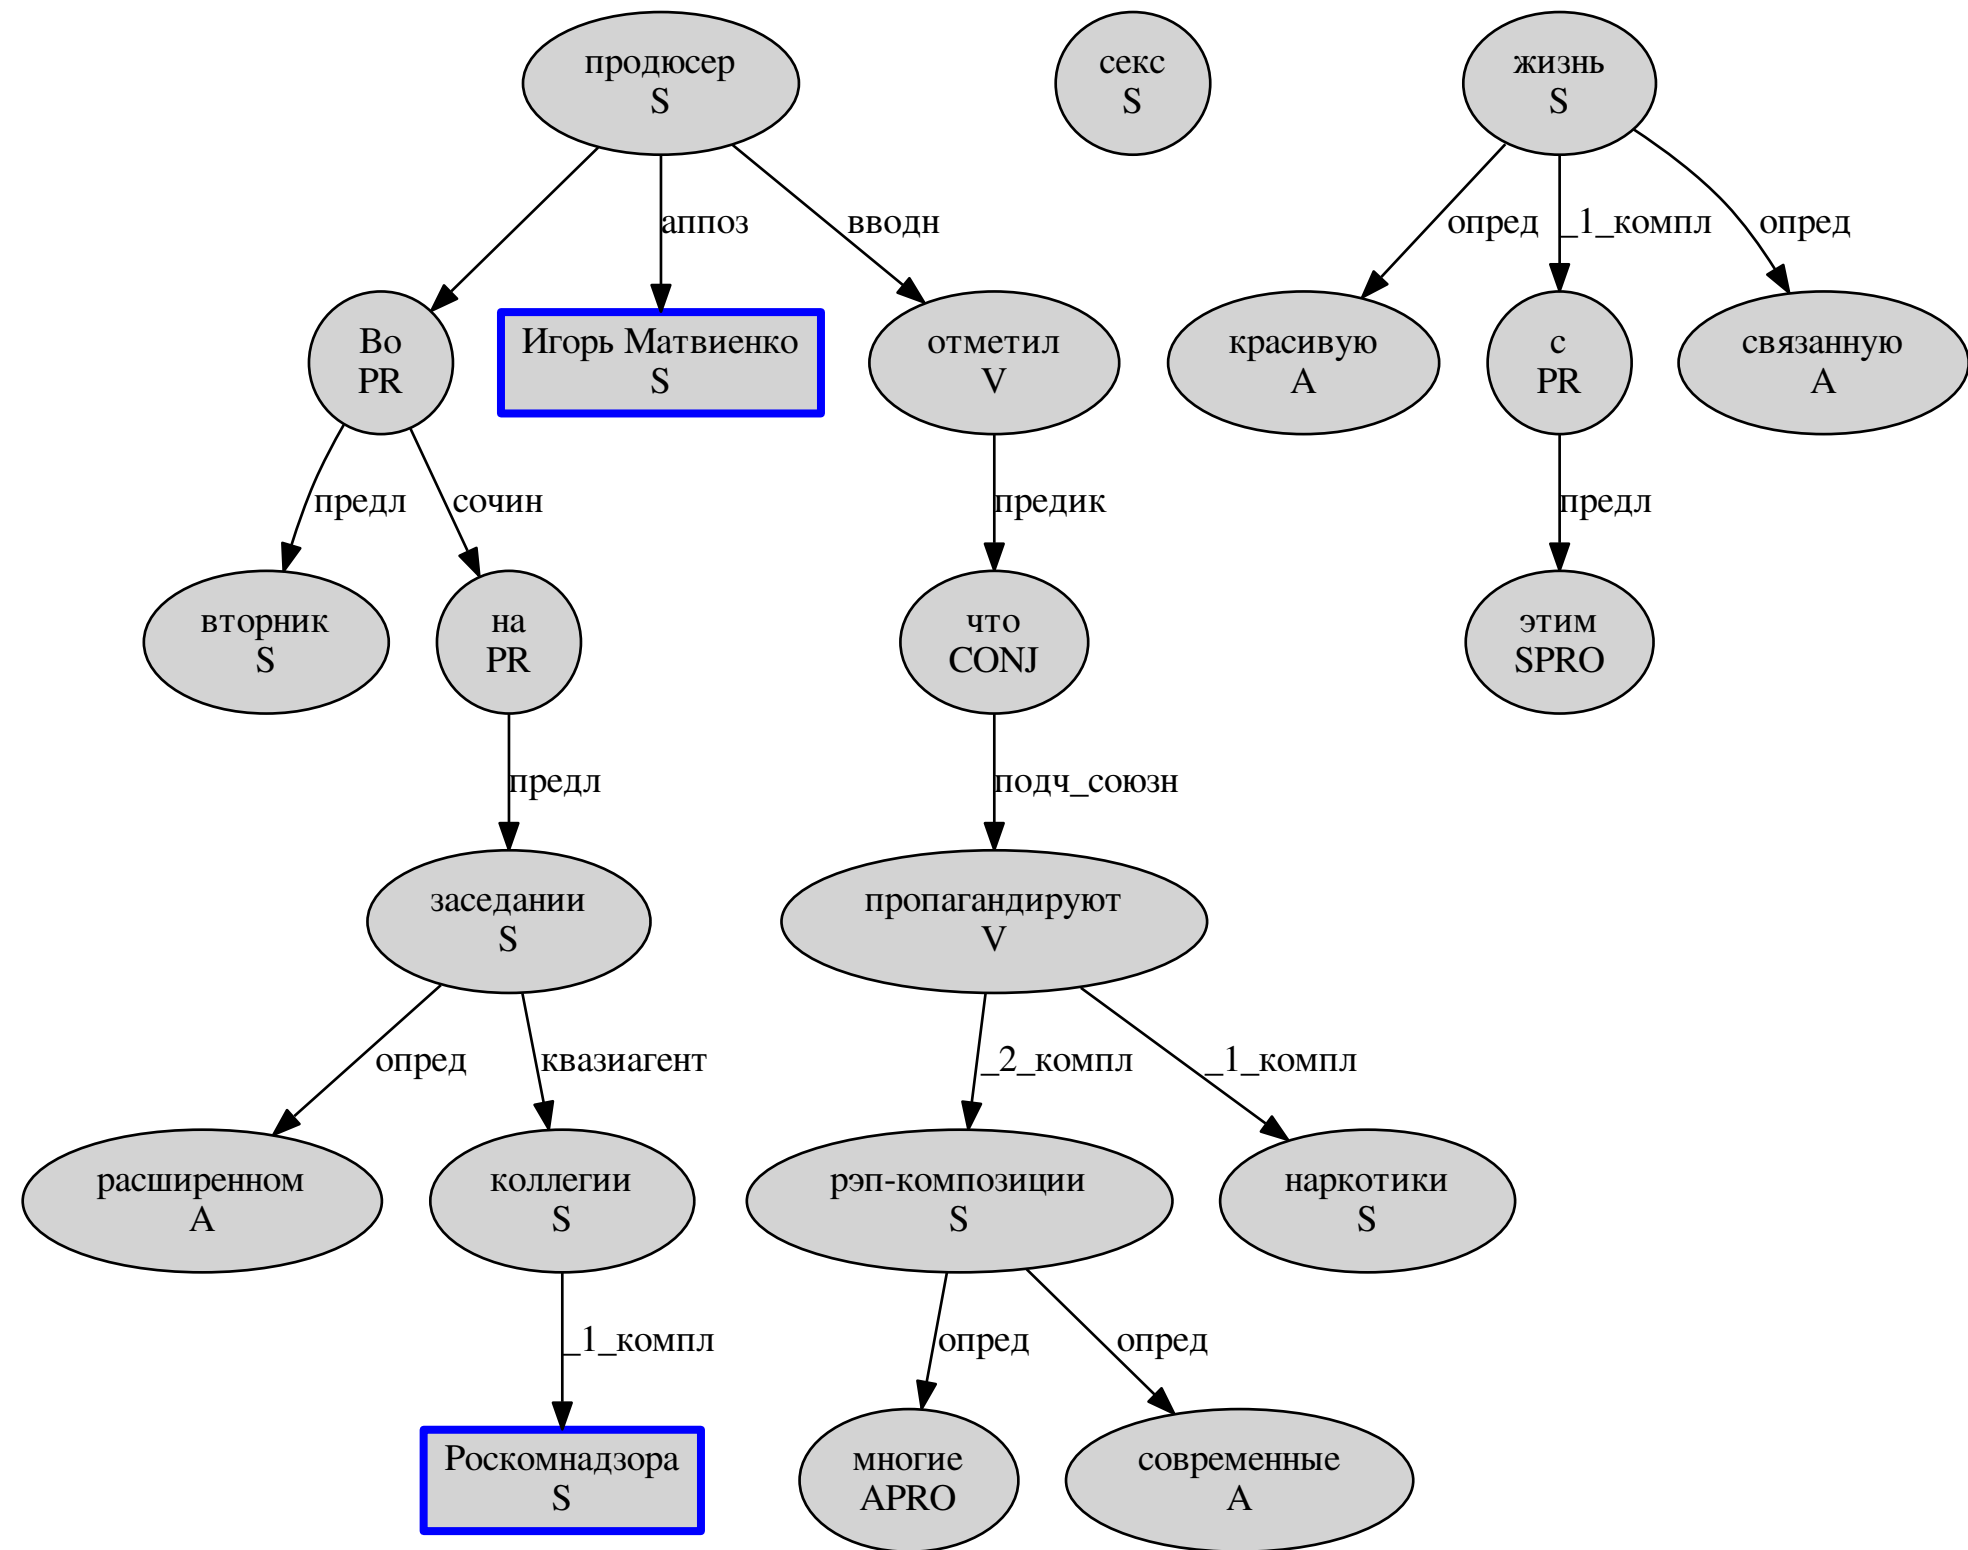 продюсер
S
секс
S
жизнь
S
аппоз
вводн
опред
_1_компл
опред
Во
PR
Игорь Матвиенко
S
отметил
V
красивую
A
с
PR
связанную
A
предл
сочин
предик
предл
вторник
S
на
PR
что
CONJ
этим
SPRO
предл
подч_союзн
заседании
S
пропагандируют
V
опред
квазиагент
_2_компл
_1_компл
расширенном
A
коллегии
S
рэп-композиции
S
наркотики
S
_1_компл
опред
опред
Роскомнадзора
S
многие
APRO
современные
A